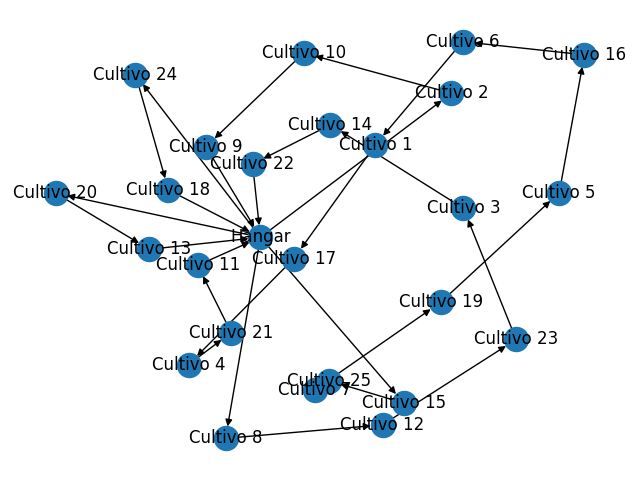 Cultivo 6
Cultivo 10
Cultivo 16
Cultivo 24
Cultivo 2
Cultivo 14
Cultivo 1
Cultivo 9
Cultivo 22
Cultivo 18
Cultivo 20
Cultivo 5
Cultivo 3
Hangar
Cultivo 13
Cultivo 17
Cultivo 11
Cultivo 19
Cultivo 21
Cultivo 23
Cultivo 4
Cultivo 25
Cultivo 7
Cultivo 15
Cultivo 12
Cultivo 8